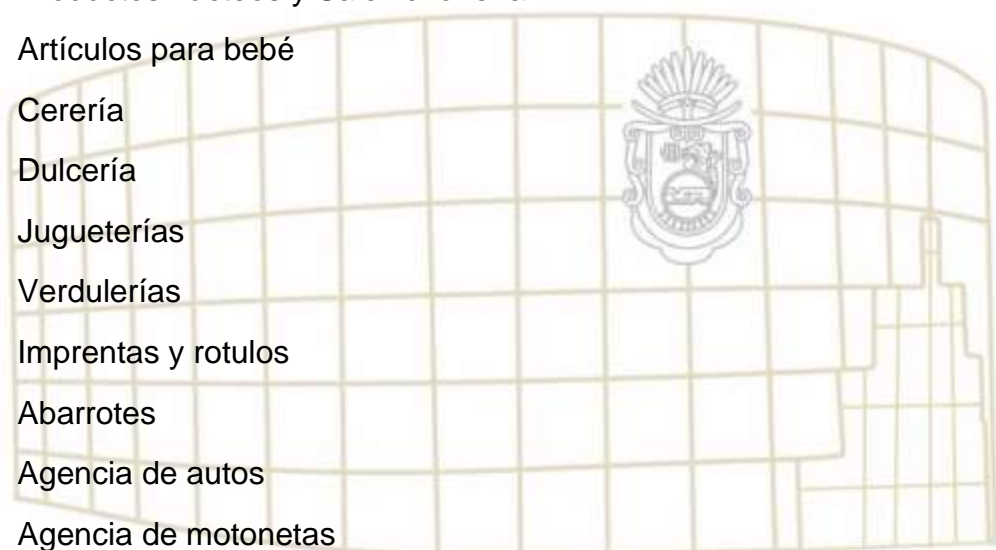 Artículos para bebé
Cerería
Dulcería
Jugueterías
Verdulerías
Imprentas y rotulos
Abarrotes
Agencia de autos
Agencia de motonetas